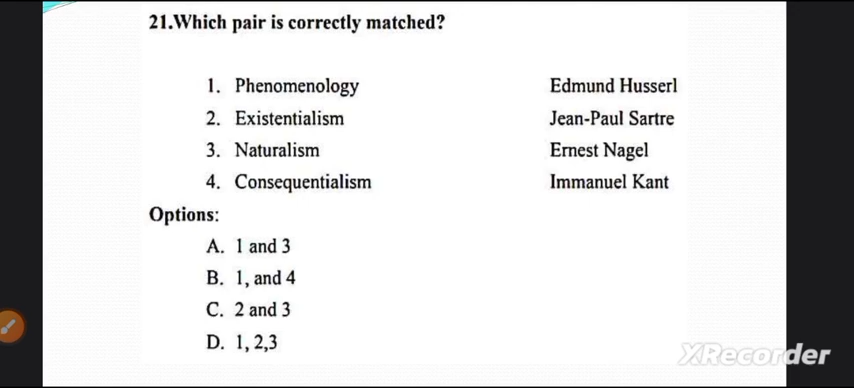 21.Which pair is correctly matched?
1. Phenomenology Edmund Husserl
2. Existentialism Jean-Paul Sartre
3. Naturalism Ernest Nagel
4. Consequentialism Immanuel Kant
Options:
A. 1 and 3
B. 1, and 4
C. 2 and 3
D. 1, 2,3
XRecorder